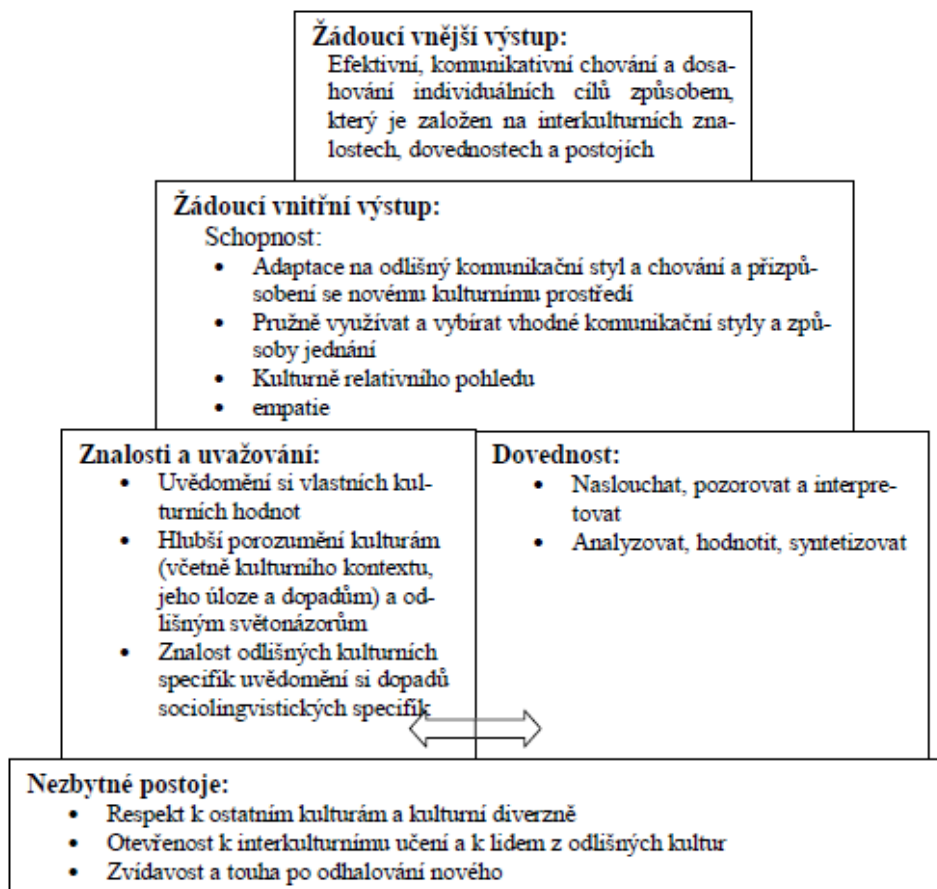 Žádoucí vnější výstup:
Efektivní, komunikativní chování a dosa-
hování individuálních cílů způsobem,
který je založen na interkulturních zna-
lostech, dovednostech a postojích
Žádoucí vnitřní výstup:
Schopnost:
• Adaptace na odlišný komunikační styl a chování a přizpů-
sobení se novému kulturnímu prostředí
• Pružně využívat a vybírat vhodné komunikační styly a způ-
soby jednání
• Kulturně relativního pohledu
• empatie
Znalosti a uvažování:
• Uvědomění si vlastních kul-
turních hodnot
• Hlubší porozumění kulturám
(včetně kulturního kontextu,
jeho úloze a dopadům) a od-
lišným světonázorům
• Znalost odlišných kulturních
specifik uvědomění si dopadů
sociolingvistických specifik
Dovednost:
• Naslouchat, pozorovat a interpre-
tovat
• Analyzovat, hodnotit, syntetizovat
Nezbytné postoje:
• Respekt k ostatním kulturám a kulturní diverzně
• Otevřenost k interkulturnímu učení a k lidem z odlišných kultur
• Zvídavost a touha po odhalování nového